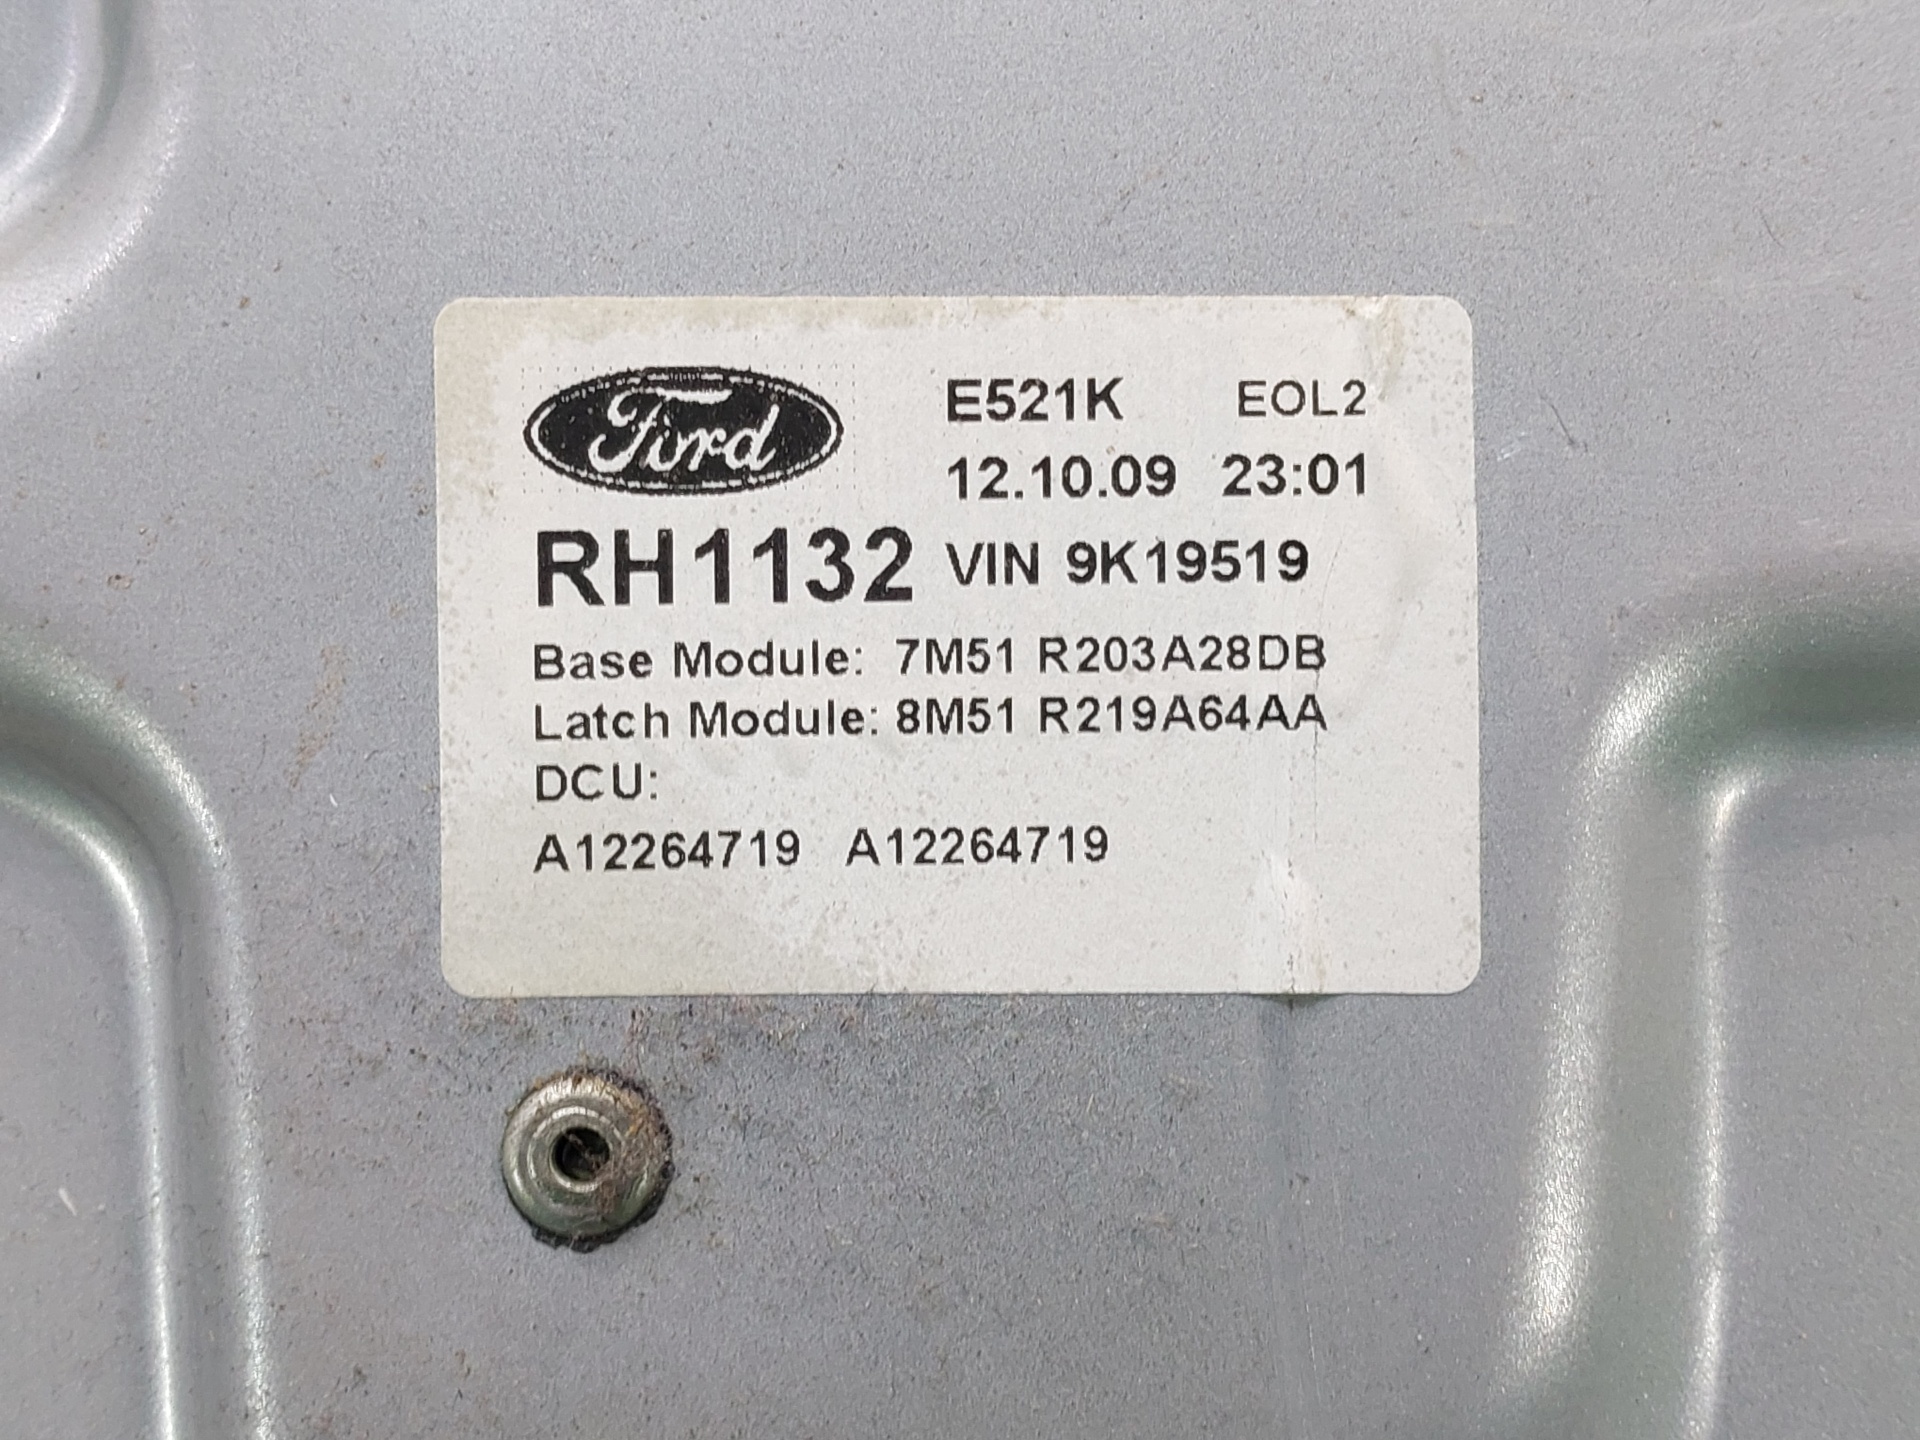 Ford
E521K EOL2
12.10.09 23:01
RH1132 VIN 9K19519
Base Module: 7M51 R203A28DB
Latch Module: 8M51 R219A64AA
DCU:
A12264719 A12264719